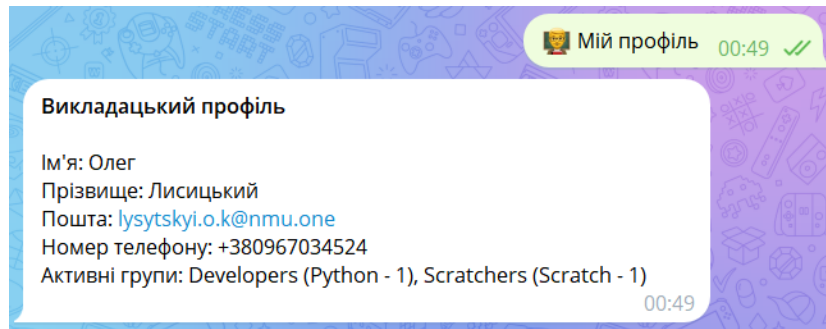 👨‍🏫 Мій профіль 00:49
Викладацький профіль
Ім'я: Олег
Прізвище: Лисицький
Пошта: lysytskyi.o.k@nmu.one
Номер телефону: +380967034524
Активні групи: Developers (Python - 1), Scratchers (Scratch - 1)
00:49